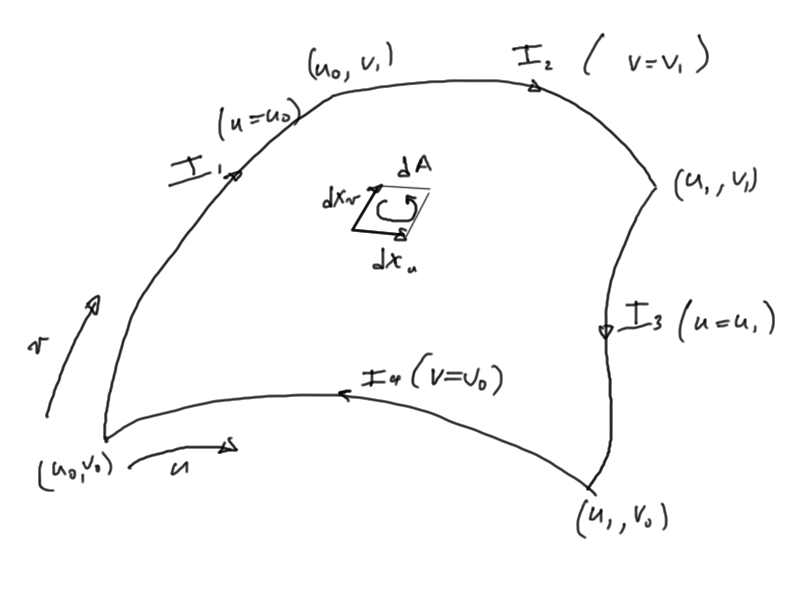 (u₀, v₁)
I₂ ( v=v₁)
(u=u₀)
I₁
dA
dxᵥ
dxᵤ
(u₁, v₁)
I₃ (u=u₁)
v
I₄ (v=v₀)
(u₀,v₀)
u
(u₁, v₀)